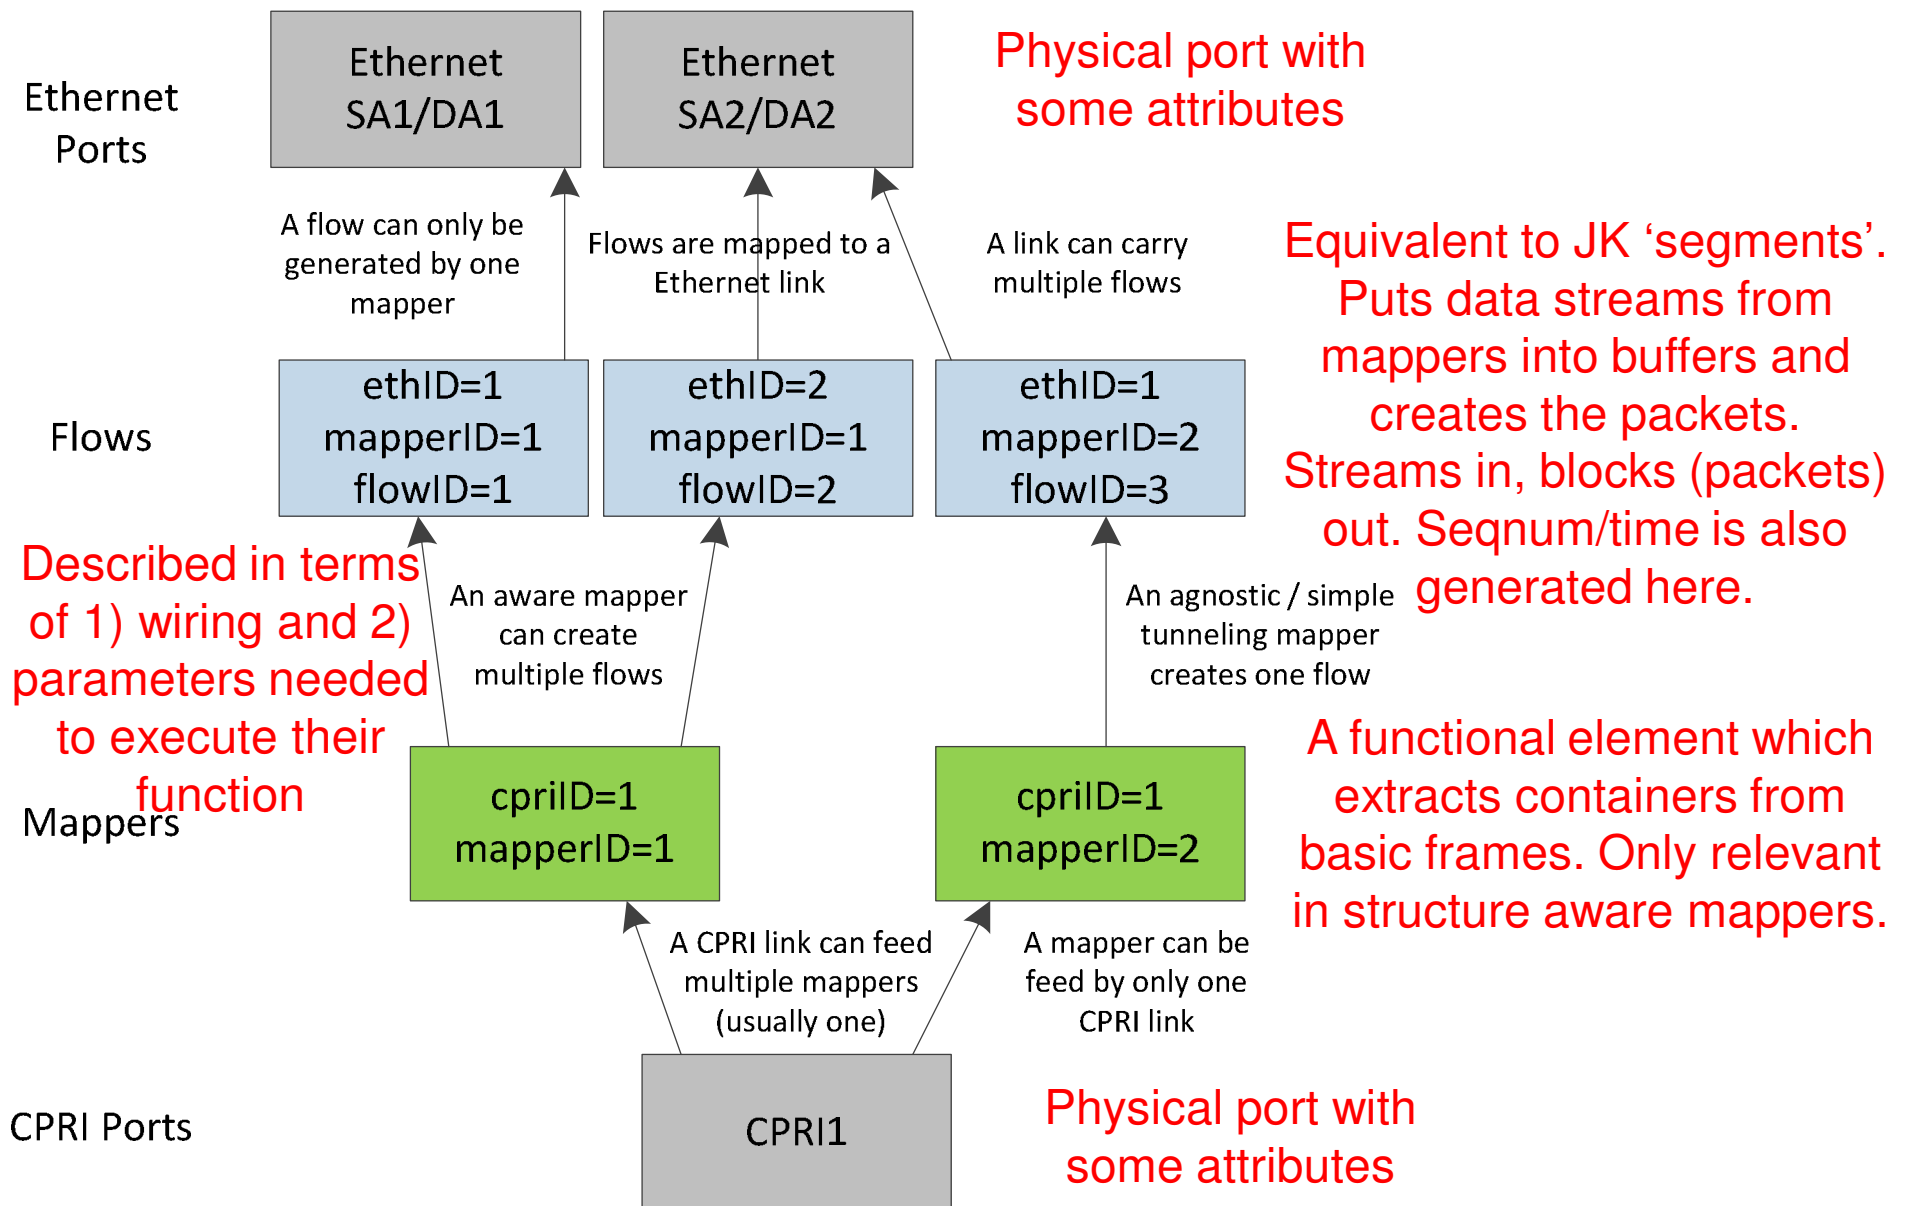 Ethernet
Ports
Ethernet
SA1/DA1
Ethernet
SA2/DA2
Physical port with
some attributes
A flow can only be
generated by one
mapper
Flows are mapped to a
Ethernet link
A link can carry
multiple flows
Equivalent to JK ‘segments’.
Puts data streams from
mappers into buffers and
creates the packets.
Streams in, blocks (packets)
out. Seqnum/time is also
generated here.
Flows
ethID=1
mapperID=1
flowID=1
ethID=2
mapperID=1
flowID=2
ethID=1
mapperID=2
flowID=3
Described in terms
of 1) wiring and 2)
parameters needed
to execute their
function
An aware mapper
can create
multiple flows
An agnostic / simple
tunneling mapper
creates one flow
Mappers
cpriID=1
mapperID=1
cpriID=1
mapperID=2
A functional element which
extracts containers from
basic frames. Only relevant
in structure aware mappers.
A CPRI link can feed
multiple mappers
(usually one)
A mapper can be
feed by only one
CPRI link
CPRI Ports
CPRI1
Physical port with
some attributes